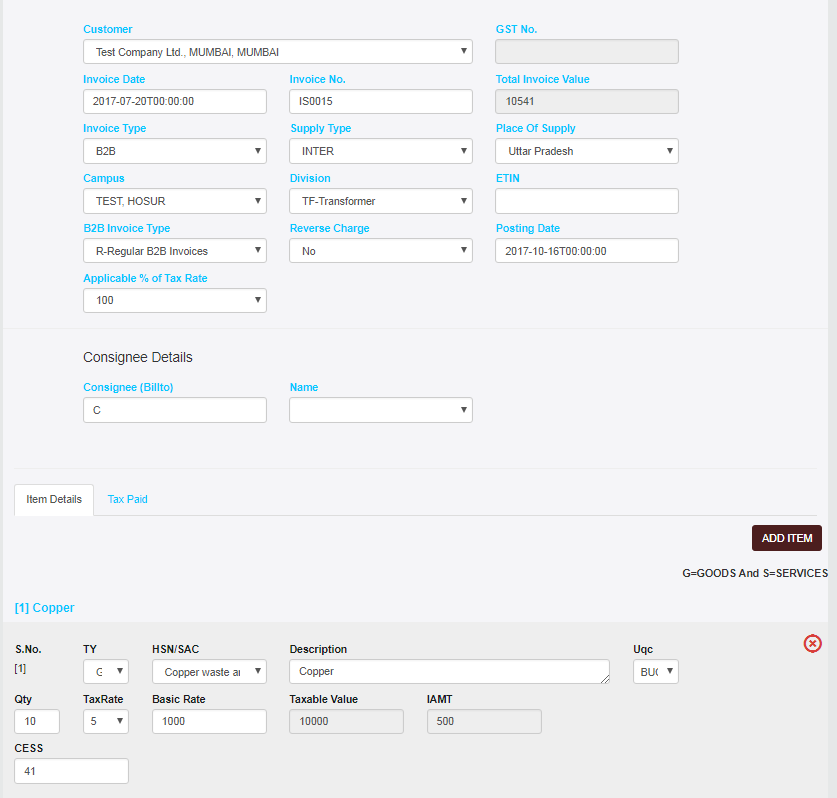 Customer GST No.
Test Company Ltd., MUMBAI, MUMBAI
Invoice Date Invoice No. Total Invoice Value
2017-07-20T00:00:00 IS0015 10541
Invoice Type Supply Type Place Of Supply
B2B INTER Uttar Pradesh
Campus Division ETIN
TEST, HOSUR TF-Transformer
B2B Invoice Type Reverse Charge Posting Date
R-Regular B2B Invoices No 2017-10-16T00:00:00
Applicable % of Tax Rate
100
Consignee Details
Consignee (Billto) Name
C
Item Details Tax Paid
ADD ITEM
G=GOODS And S=SERVICES
[1] Copper
S.No. TY HSN/SAC Description Uqc
[1] G Copper waste ar Copper BUC
Qty TaxRate Basic Rate Taxable Value IAMT
10 5 1000 10000 500
CESS
41